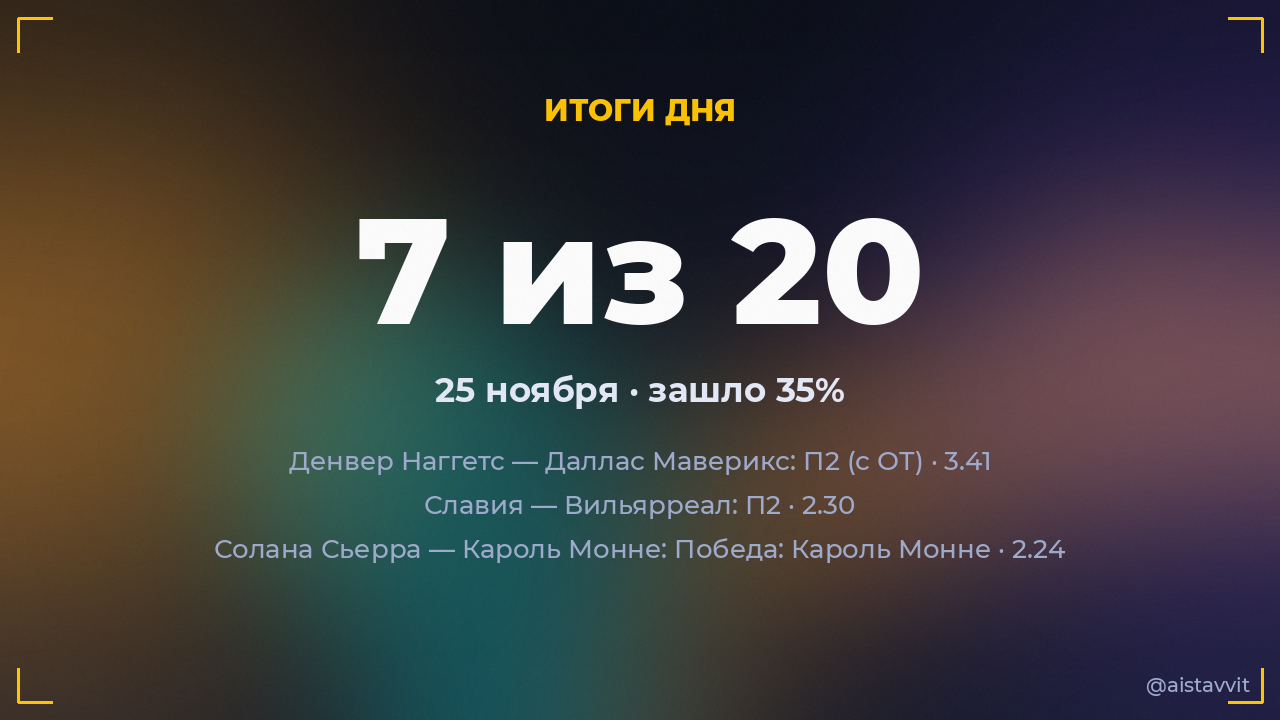 ИТОГИ ДНЯ
7 из 20
25 ноября · зашло 35%
Денвер Наггетс — Даллас Маверикс: П2 (с ОТ) · 3.41
Славия — Вильярреал: П2 · 2.30
Солана Сьерра — Кароль Монне: Победа: Кароль Монне · 2.24
@aistavvit